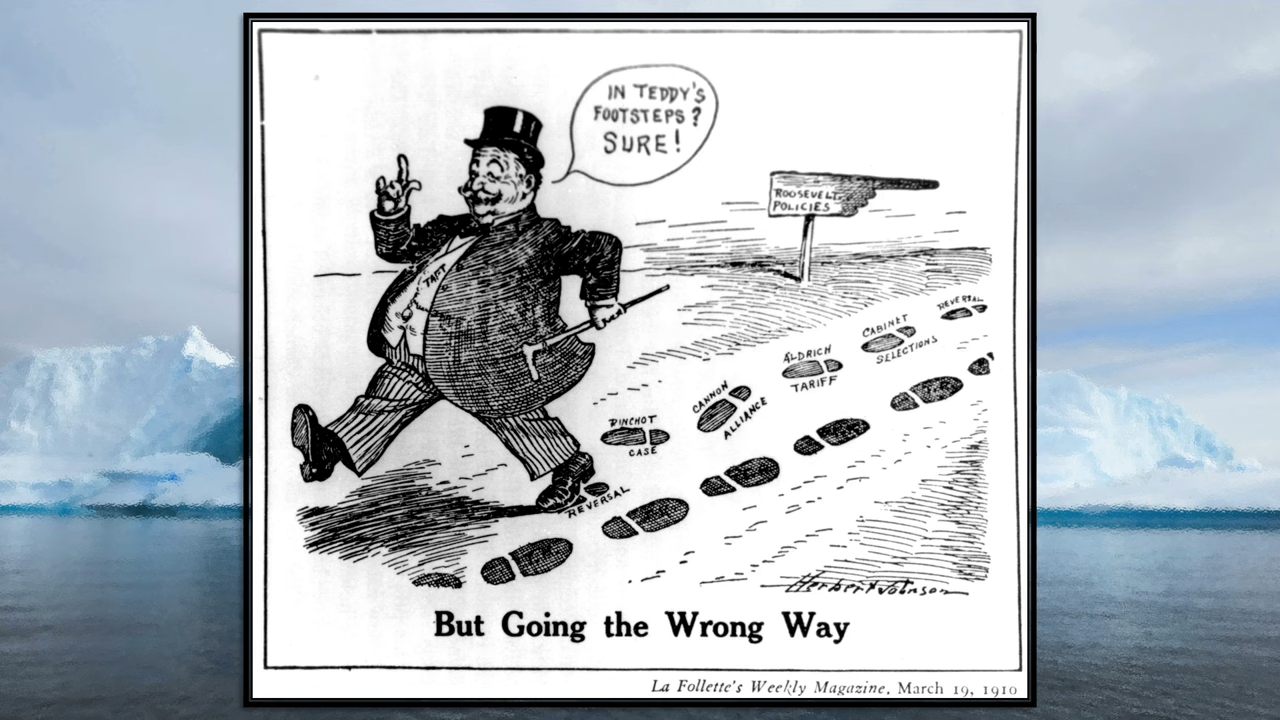 IN TEDDY'S
FOOTSTEPS?
SURE!
ROOSEVELT
POLICIES
TAFT
REVERSAL
CABINET
SELECTIONS
ALDRICH
TARIFF
CANNON
ALLIANCE
PINCHOT
CASE
REVERSAL
Herbert Johnson
But Going the Wrong Way
La Follette's Weekly Magazine, March 19, 1910